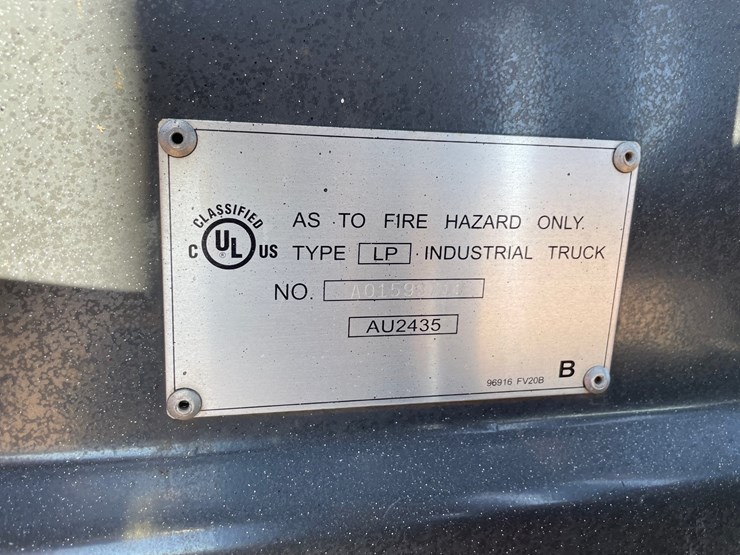 CLASSIFIED
C UL US
®
AS TO FIRE HAZARD ONLY.
TYPE LP INDUSTRIAL TRUCK
NO.
AU2435
96916 FV20B
B